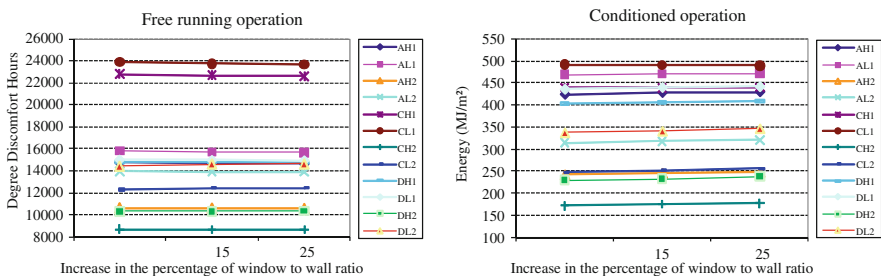 Free running operation
Degree Discomfort Hours
26000
24000
22000
20000
18000
16000
14000
12000
10000
8000
15
25
Increase in the percentage of window to wall ratio
AH1
AL1
AH2
AL2
CH1
CL1
CH2
CL2
DH1
DL1
DH2
DL2
Conditioned operation
Energy (MJ/m²)
550
500
450
400
350
300
250
200
150
100
15
25
Increase in the percentage of window to wall ratio
AH1
AL1
AH2
AL2
CH1
CL1
CH2
CL2
DH1
DL1
DH2
DL2